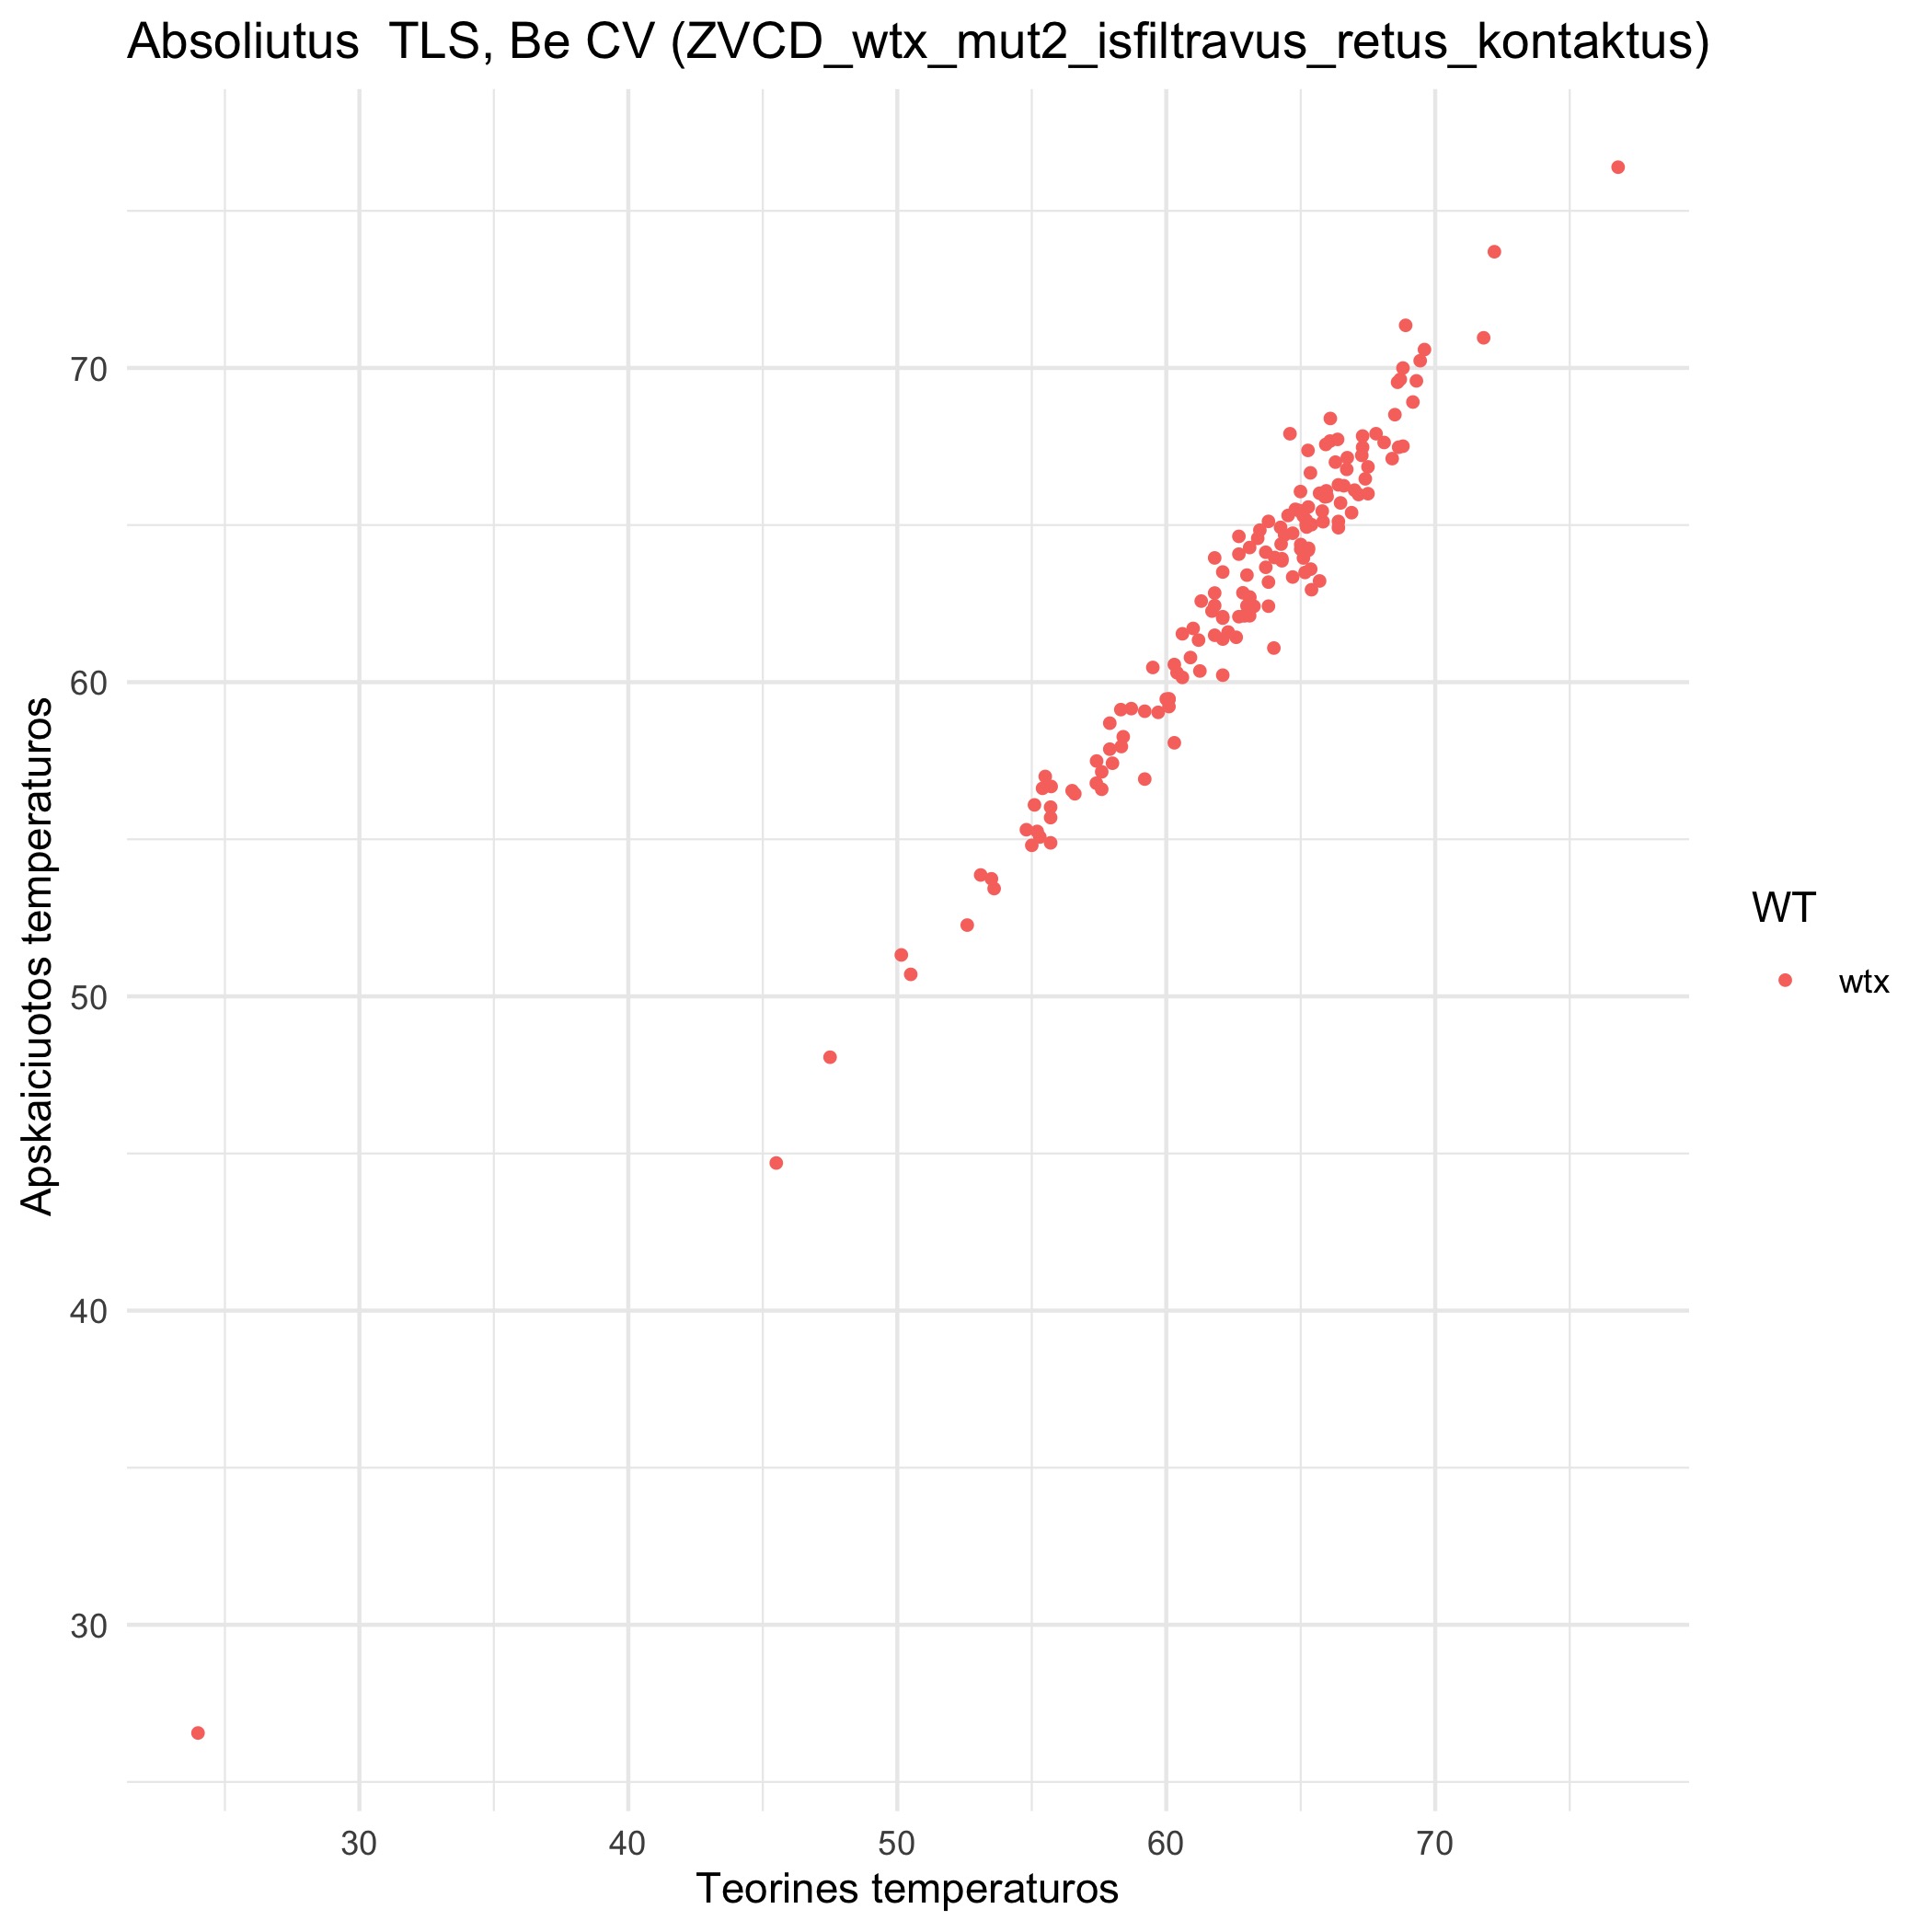 Absoliutus  TLS, Be CV (ZVCD_wtx_mut2_isfiltravus_retus_kontaktus)
Apskaiciuotos temperaturos
70
60
50
40
30
30
40
50
60
70
Teorines temperaturos
WT
wtx